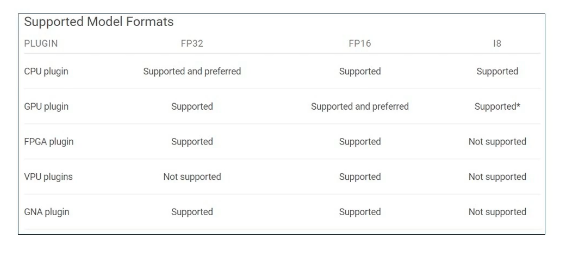 Supported Model Formats
PLUGIN FP32 FP16 I8
CPU plugin Supported and preferred Supported Supported
GPU plugin Supported Supported and preferred Supported*
FPGA plugin Supported Supported Not supported
VPU plugins Not supported Supported Not supported
GNA plugin Supported Supported Not supported